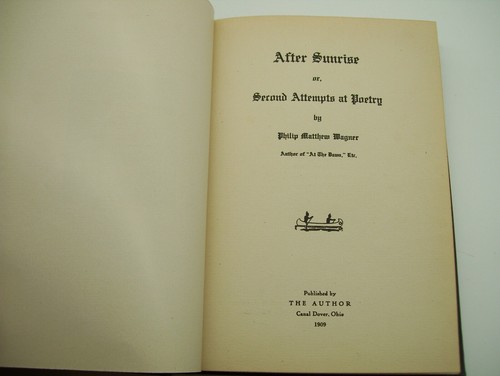 After Sunrise
or,
Second Attempts at Poetry
by
Philip Matthew Wagner
Author of "At The Dawn," Etc.
Published by
THE AUTHOR
Canal Dover, Ohio
1909